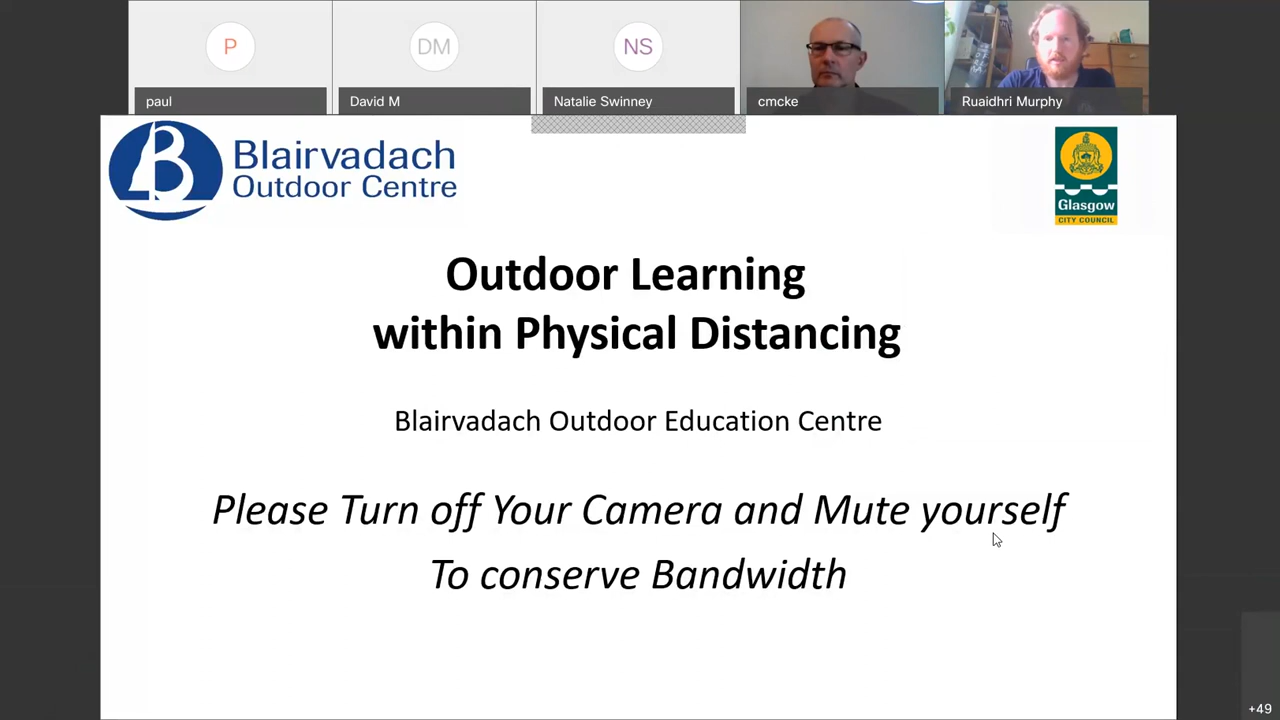 P
DM
NS
paul
David M
Natalie Swinney
cmcke
Ruaidhri Murphy
B
Blairvadach
Outdoor Centre
Glasgow
CITY COUNCIL
Outdoor Learning
within Physical Distancing
Blairvadach Outdoor Education Centre
Please Turn off Your Camera and Mute yourself
To conserve Bandwidth
+49